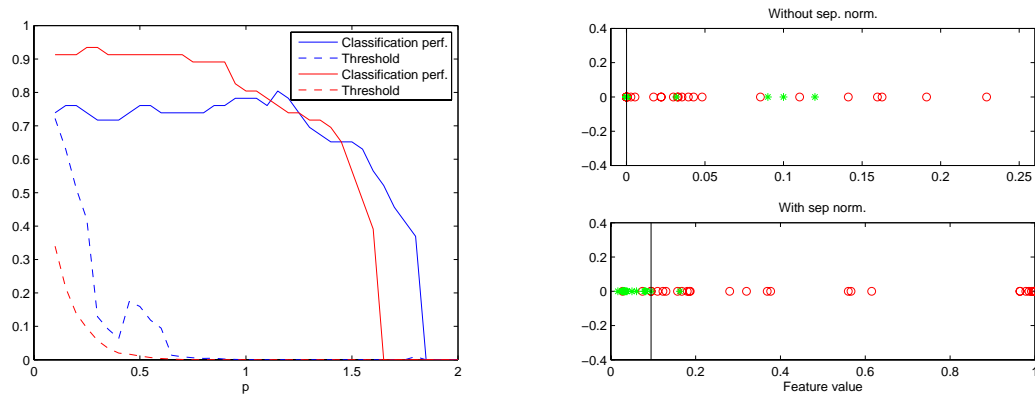 1
0.9
0.8
0.7
0.6
0.5
0.4
0.3
0.2
0.1
0
0 0.5 1 1.5 2
p
Classification perf.
Threshold
Classification perf.
Threshold
Without sep. norm.
0.4
0.2
0
−0.2
−0.4
0 0.05 0.1 0.15 0.2 0.25
With sep norm.
0.4
0.2
0
−0.2
−0.4
0 0.2 0.4 0.6 0.8 1
Feature value